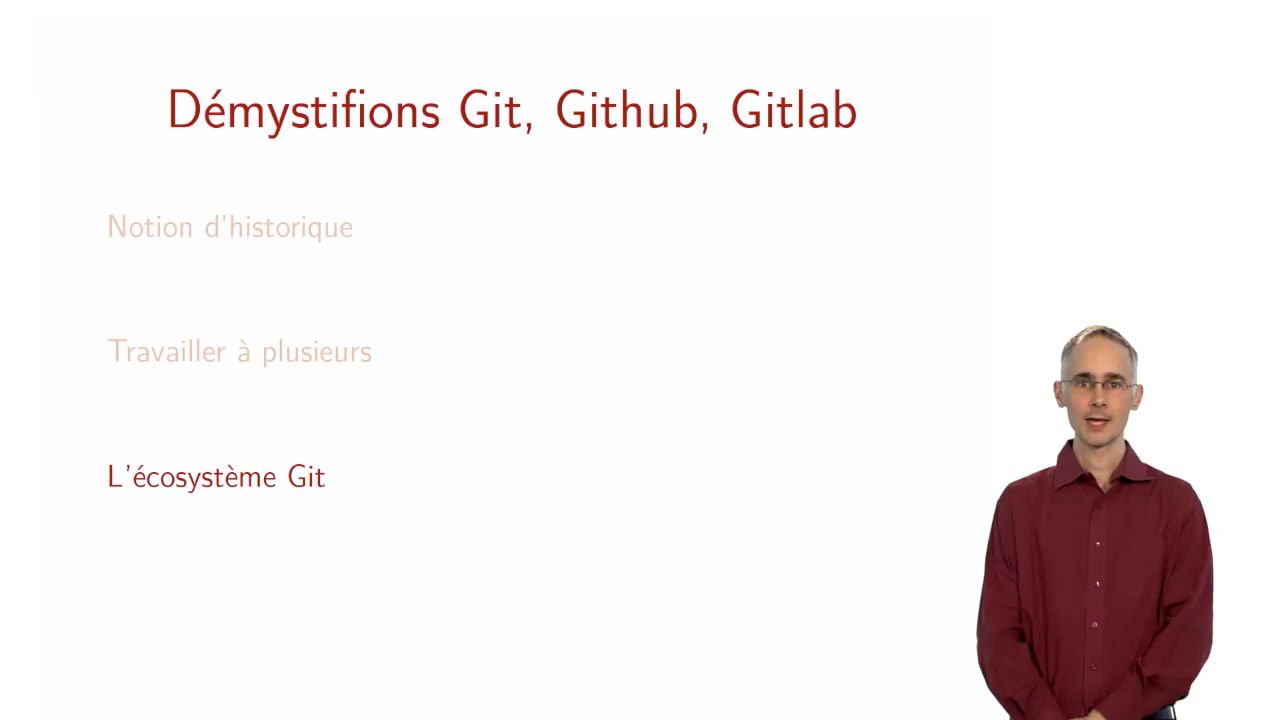 Démystifions Git, Github, Gitlab
Notion d'historique
Travailler à plusieurs
L'écosystème Git